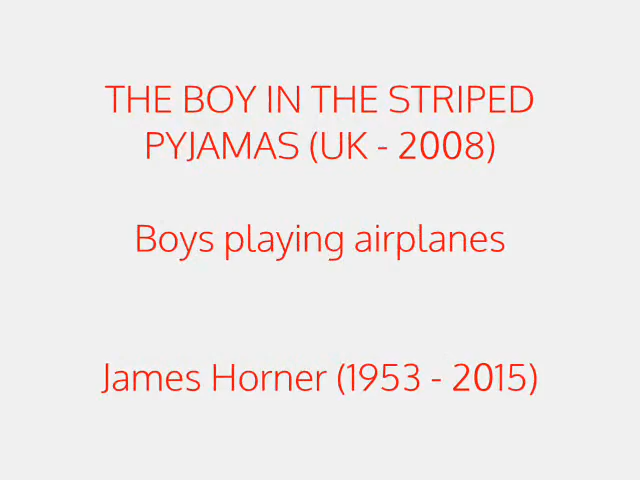 THE BOY IN THE STRIPED
PYJAMAS (UK - 2008)
Boys playing airplanes
James Horner (1953 - 2015)